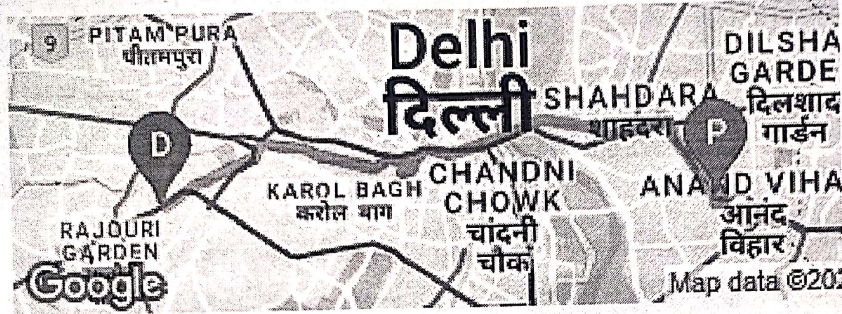 9
PITAM PURA
पीतमपुरा
Delhi
दिल्ली
DILSHA
GARDE
दिलशाद
गार्डन
SHAHDARA
शाहदरा
D
P
KAROL BAGH
करोल बाग
CHANDNI
CHOWK
चांदनी
चौक
ANAND VIHA
आनंद
विहार
RAJOURI
GARDEN
Google
Map data ©202